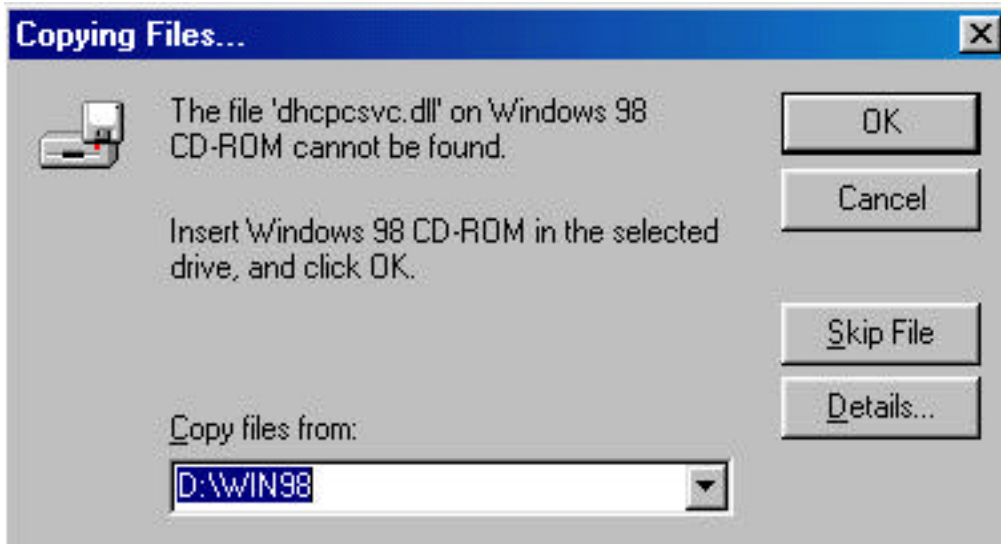 Copying Files...
The file 'dhcpcsvc.dll' on Windows 98
CD-ROM cannot be found.
Insert Windows 98 CD-ROM in the selected
drive, and click OK.
Copy files from:
D:\WIN98
OK
Cancel
Skip File
Details...